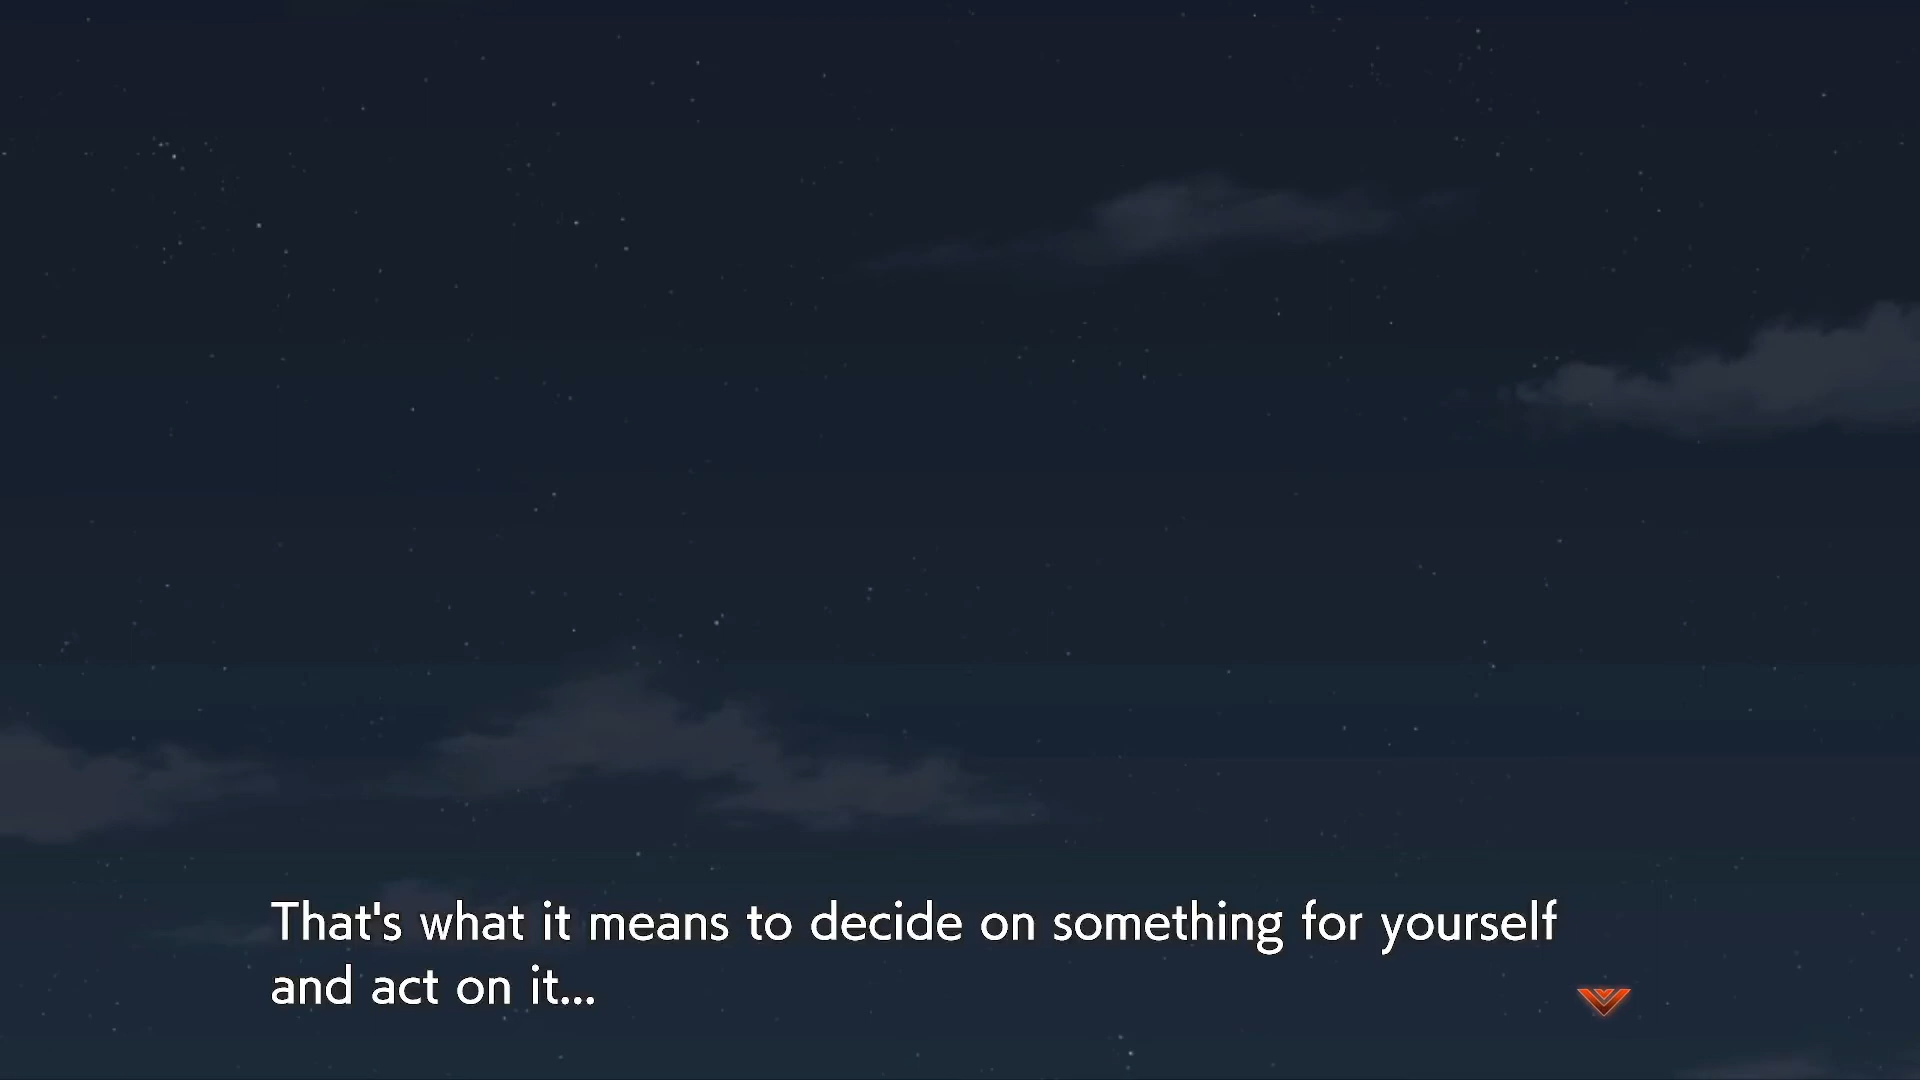 That's what it means to decide on something for yourself
and act on it...